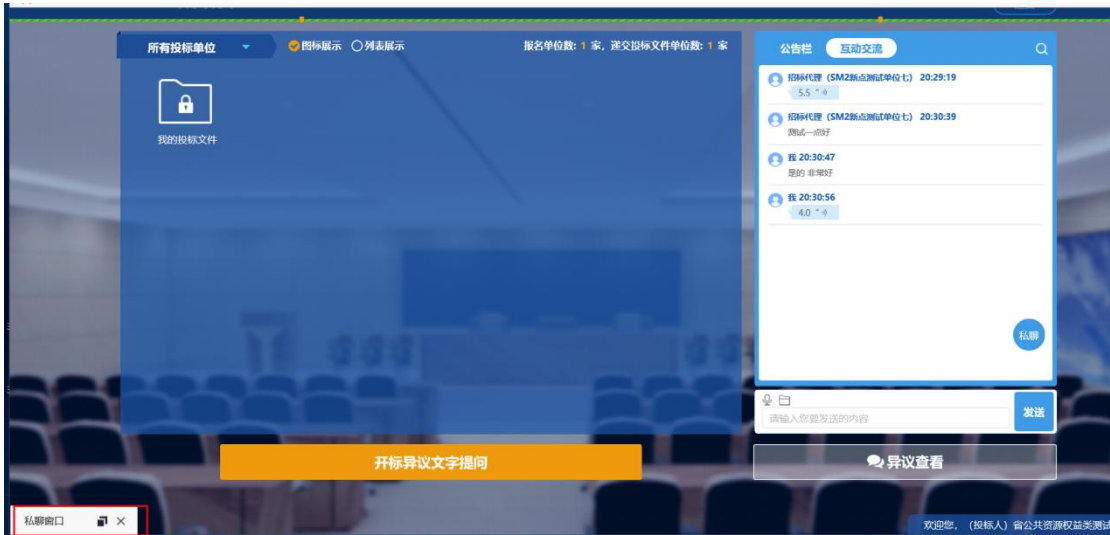 所有投标单位
图标展示 列表展示
报名单位数: 1 家, 递交投标文件单位数: 1 家
我的投标文件
公告栏 互动交流
招标代理 (SM2新点测试单位七) 20:29:19
5.5 "
招标代理 (SM2新点测试单位七) 20:30:39
测试一点好
我 20:30:47
是的 非常好
我 20:30:56
4.0 "
私聊
请输入您要发送的内容
发送
开标异议文字提问
异议查看
私聊窗口
欢迎您, (投标人) 省公共资源权益类测试